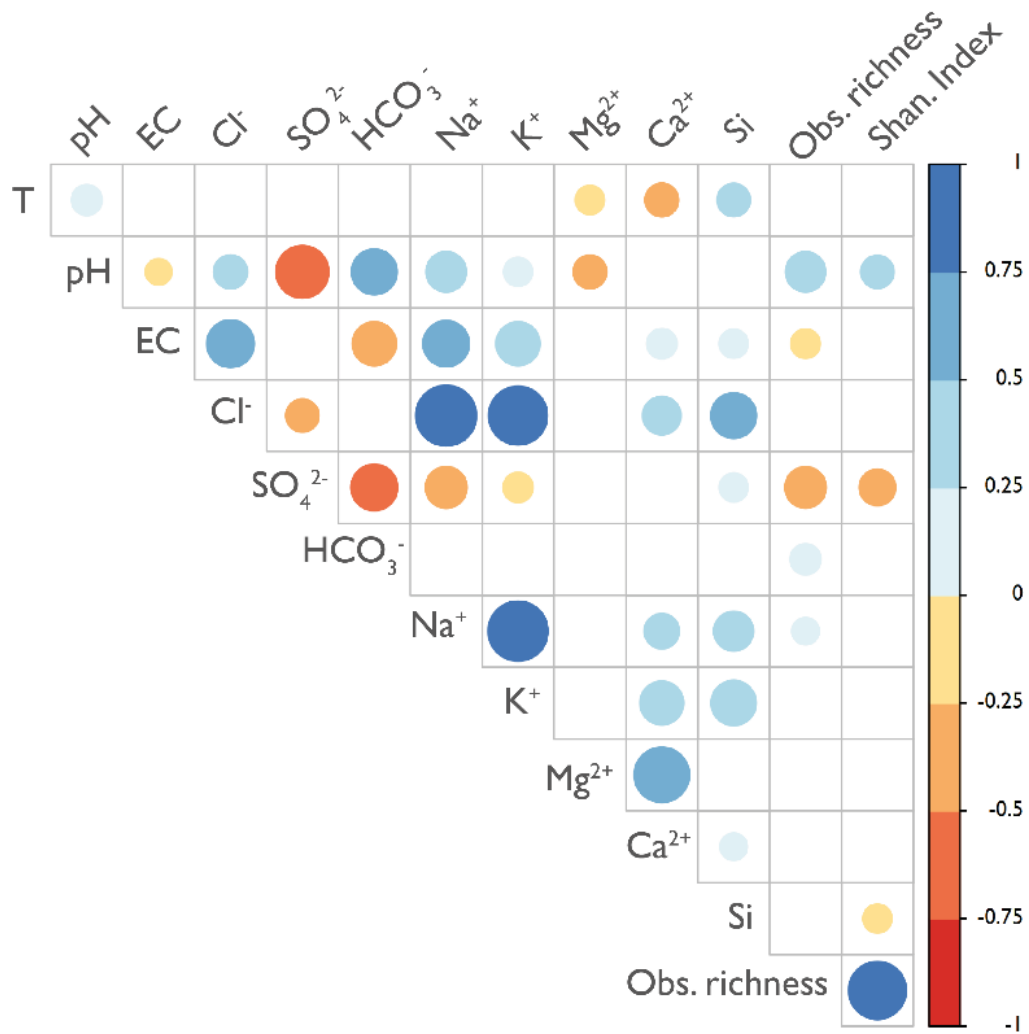 pH EC Cl⁻ SO₄²⁻ HCO₃⁻ Na⁺ K⁺ Mg²⁺ Ca²⁺ Si Obs. richness Shan. Index
T
pH
EC
Cl⁻
SO₄²⁻
HCO₃⁻
Na⁺
K⁺
Mg²⁺
Ca²⁺
Si
Obs. richness
1
0.75
0.5
0.25
0
-0.25
-0.5
-0.75
-1